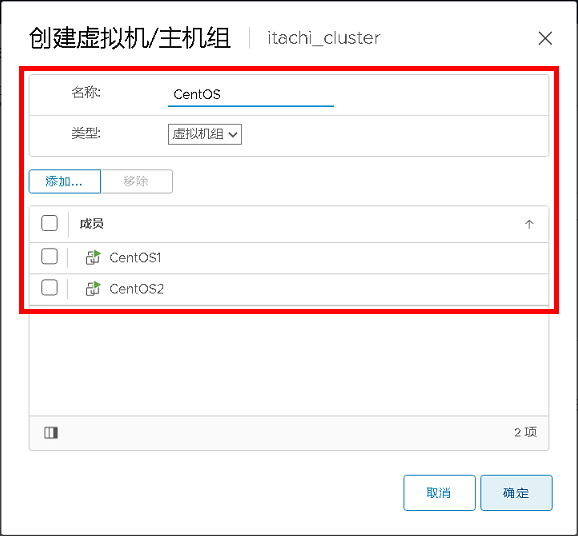 创建虚拟机/主机组 itachi_cluster
名称: CentOS
类型: 虚拟机组
添加... 移除
成员
CentOS1
CentOS2
2 项
取消 确定